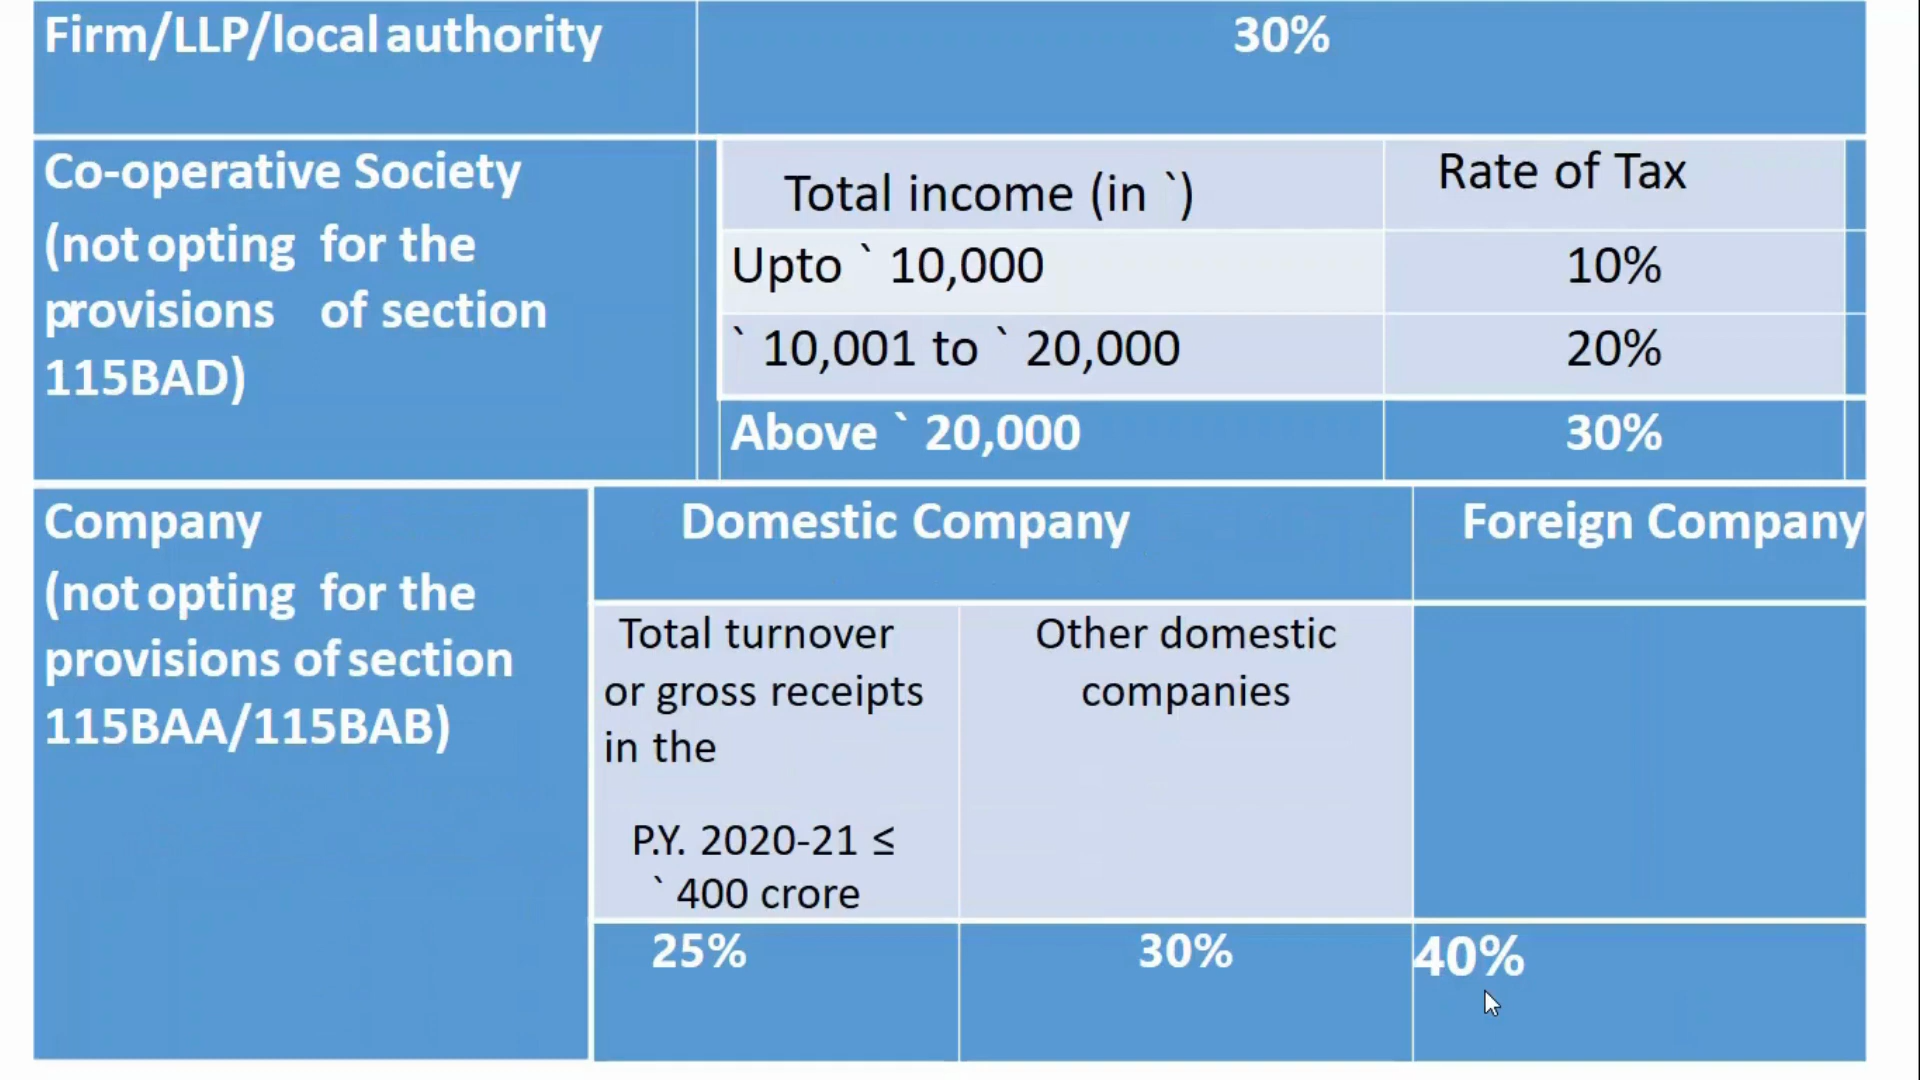 Firm/LLP/local authority
30%
Co-operative Society
(not opting for the
provisions of section
115BAD)
Total income (in `)
Rate of Tax
Upto ` 10,000
10%
` 10,001 to ` 20,000
20%
Above ` 20,000
30%
Company
(not opting for the
provisions of section
115BAA/115BAB)
Domestic Company
Foreign Company
Total turnover
or gross receipts
in the
P.Y. 2020-21 ≤
` 400 crore
Other domestic
companies
25%
30%
40%